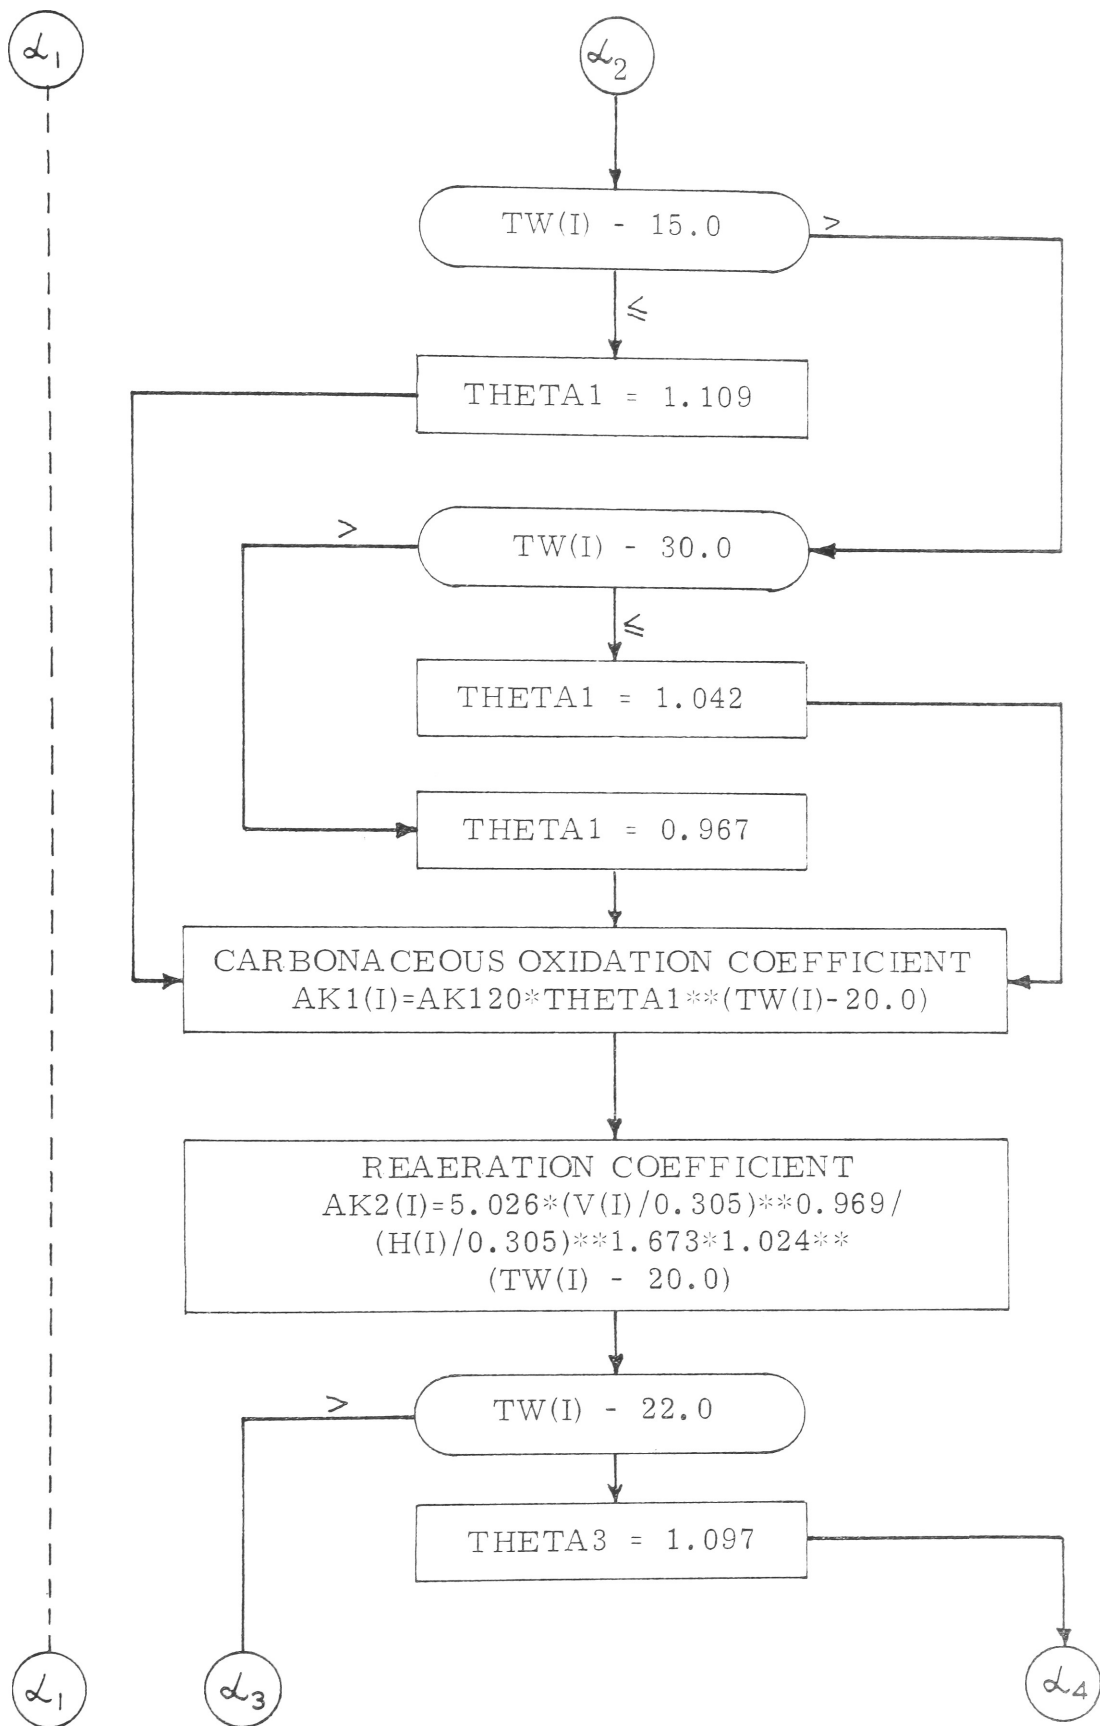 α1
α2
TW(I) - 15.0
>
≤
THETA1 = 1.109
>
TW(I) - 30.0
≤
THETA1 = 1.042
THETA1 = 0.967
CARBONACEOUS OXIDATION COEFFICIENT
AK1(I)=AK120*THETA1**(TW(I)-20.0)
REAERATION COEFFICIENT
AK2(I)=5.026*(V(I)/0.305)**0.969/
(H(I)/0.305)**1.673*1.024**
(TW(I) - 20.0)
>
TW(I) - 22.0
THETA3 = 1.097
α1
α3
α4